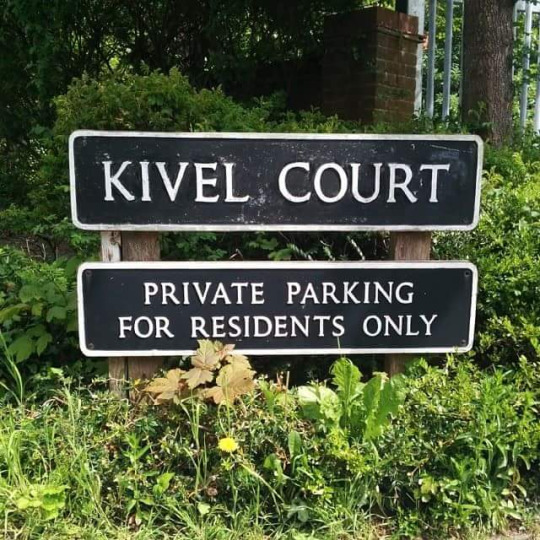 KIVEL COURT
PRIVATE PARKING
FOR RESIDENTS ONLY